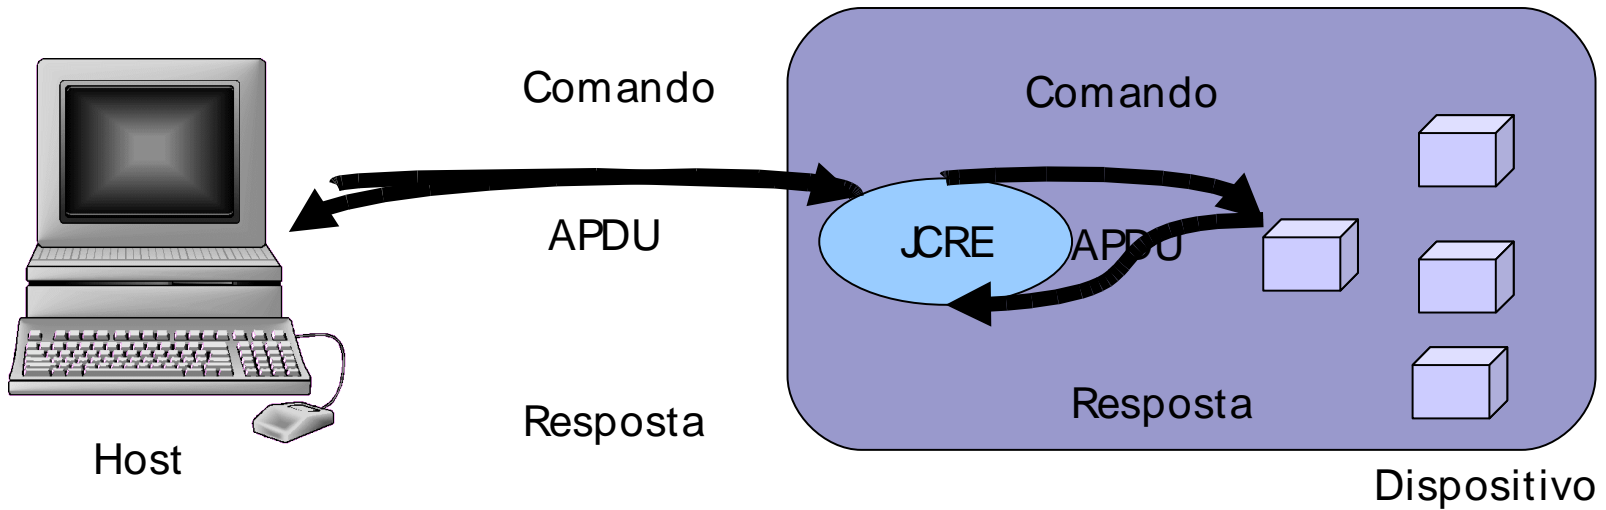 Comando
Comando
APDU
JCRE
APDU
Resposta
Resposta
Host
Dispositivo